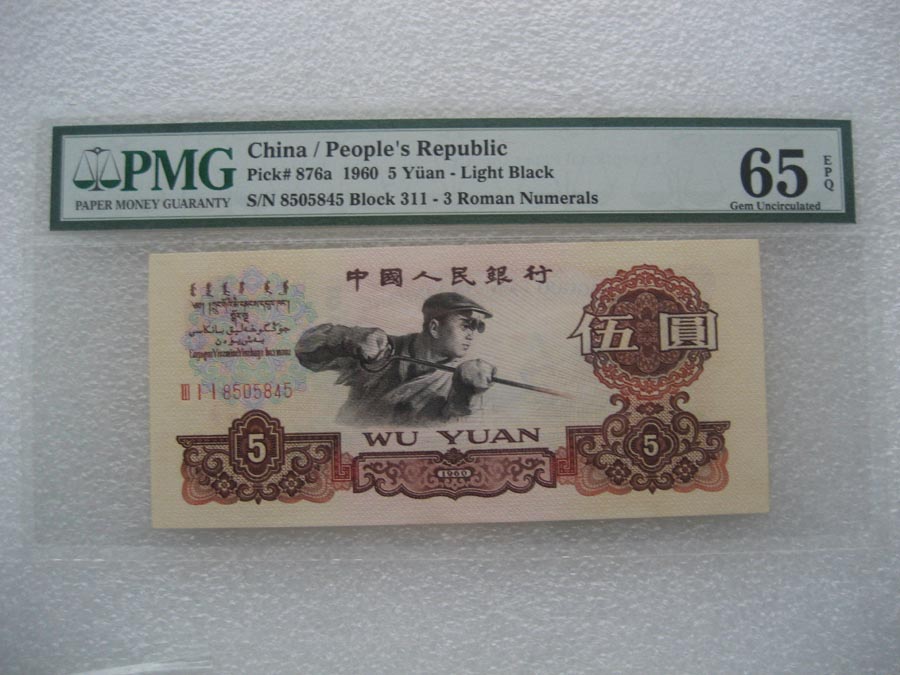 PMG
PAPER MONEY GUARANTY
China / People's Republic
Pick# 876a 1960 5 Yüan - Light Black
S/N 8505845 Block 311 - 3 Roman Numerals
65
EPQ
Gem Uncirculated
中國人民銀行
伍圓
III I I 8505845
WU YUAN
5
1960
5